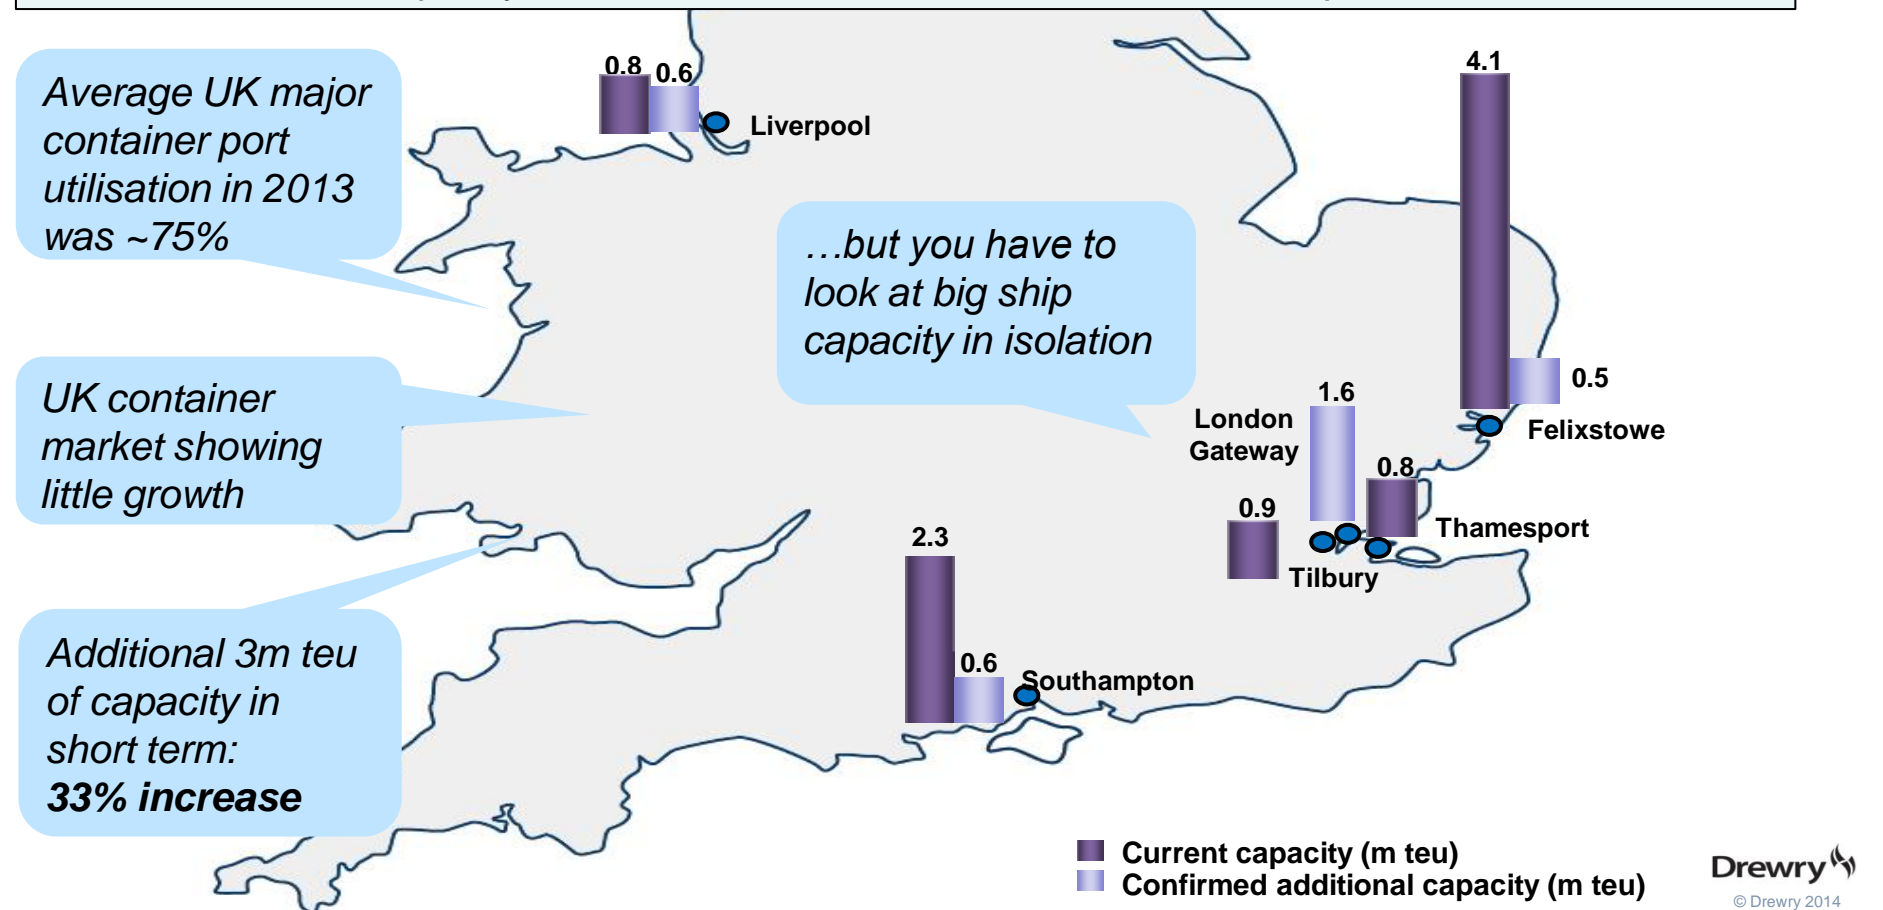 Average UK major
container port
utilisation in 2013
was ~75%
0.8
0.6
Liverpool
4.1
…but you have to
look at big ship
capacity in isolation
UK container
market showing
little growth
0.5
Felixstowe
1.6
London
Gateway
0.8
Thamesport
0.9
Tilbury
2.3
0.6
Southampton
Additional 3m teu
of capacity in
short term:
33% increase
Current capacity (m teu)
Confirmed additional capacity (m teu)
Drewry
© Drewry 2014